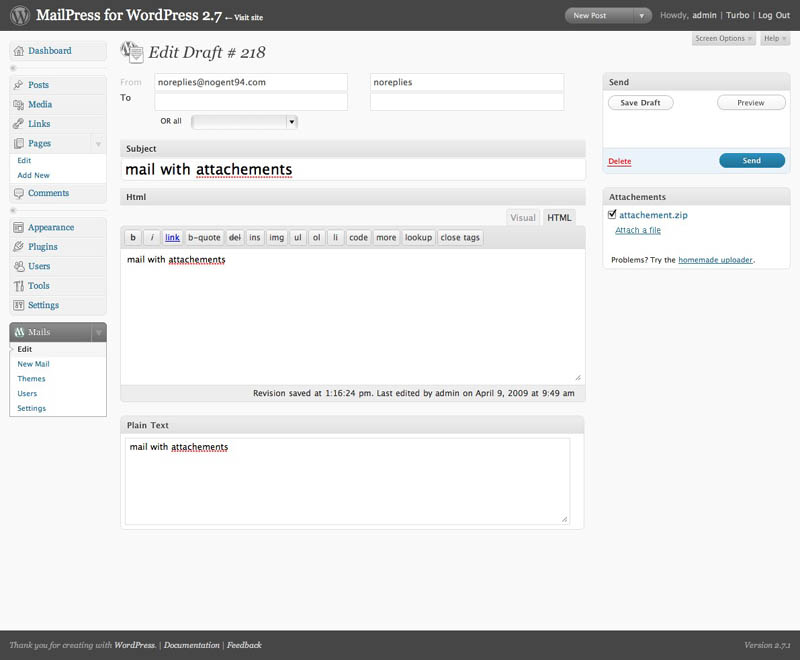 MailPress for WordPress 2.7 ← Visit site
New Post
Howdy, admin | Turbo | Log Out
Screen Options
Help
Dashboard
Posts
Media
Links
Pages
Edit
Add New
Comments
Appearance
Plugins
Users
Tools
Settings
Mails
Edit
New Mail
Themes
Users
Settings
Edit Draft # 218
From
noreplies@nogent94.com
noreplies
To
OR all
Subject
mail with attachements
Html
Visual
HTML
b i link b-quote del ins img ul ol li code more lookup close tags
mail with attachements
Revision saved at 1:16:24 pm. Last edited by admin on April 9, 2009 at 9:49 am
Plain Text
mail with attachements
Send
Save Draft
Preview
Delete
Send
Attachements
attachement.zip
Attach a file
Problems? Try the homemade uploader.
Thank you for creating with WordPress. | Documentation | Feedback
Version 2.7.1